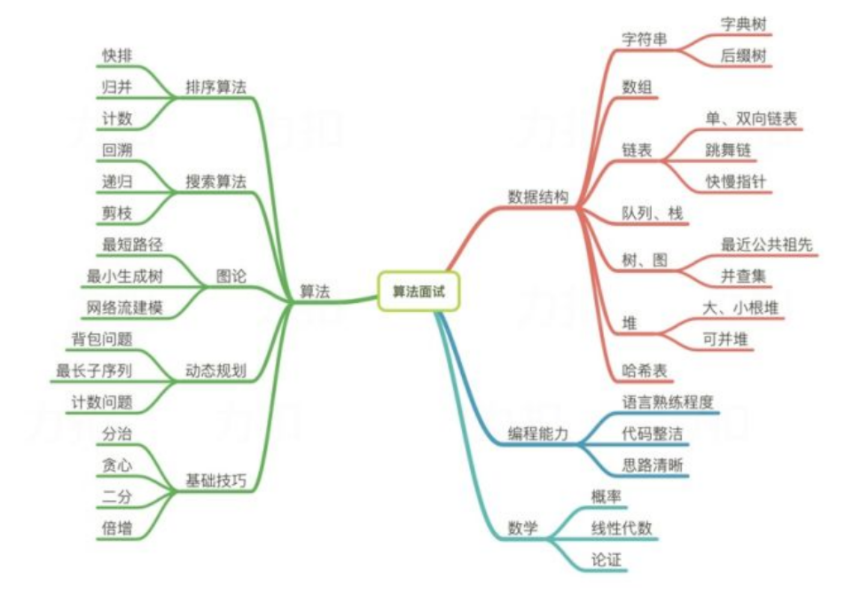 算法面试
算法
排序算法
快排
归并
计数
搜索算法
回溯
递归
剪枝
图论
最短路径
最小生成树
网络流建模
动态规划
背包问题
最长子序列
计数问题
基础技巧
分治
贪心
二分
倍增
数据结构
字符串
字典树
后缀树
数组
链表
单、双向链表
跳舞链
快慢指针
队列、栈
树、图
最近公共祖先
并查集
堆
大、小根堆
可并堆
哈希表
编程能力
语言熟练程度
代码整洁
思路清晰
数学
概率
线性代数
论证